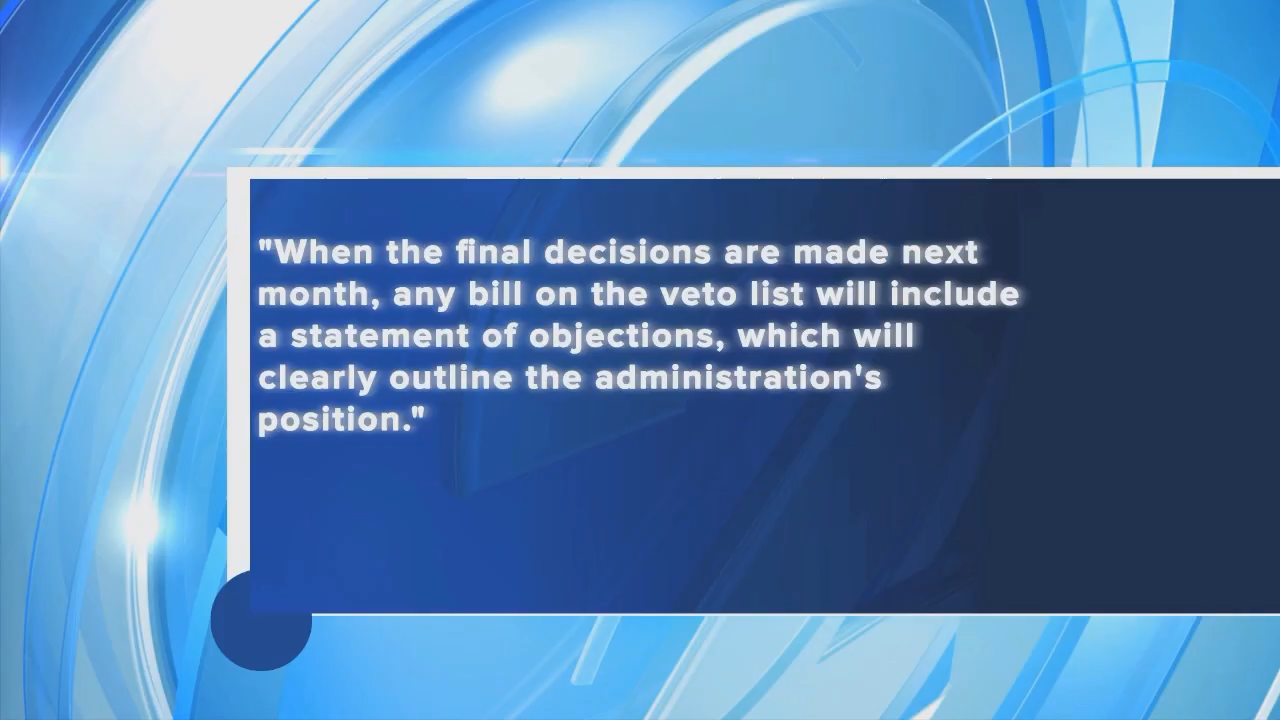 "When the final decisions are made next
month, any bill on the veto list will include
a statement of objections, which will
clearly outline the administration's
position."